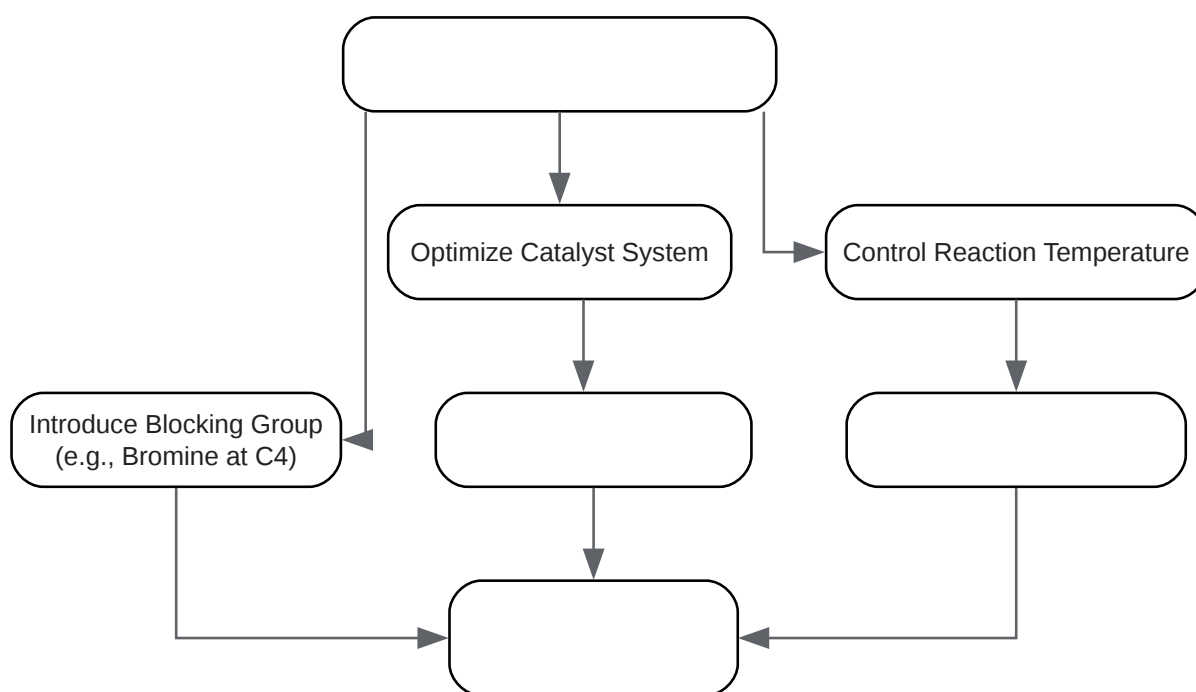 Optimize Catalyst System
Control Reaction Temperature
Introduce Blocking Group
(e.g., Bromine at C4)